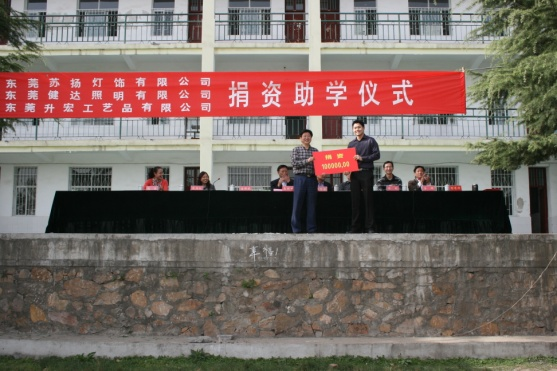 东莞苏扬灯饰有限公司
东莞健达照明有限公司
东莞升宏工艺品有限公司
捐资助学仪式
捐资
100000.00